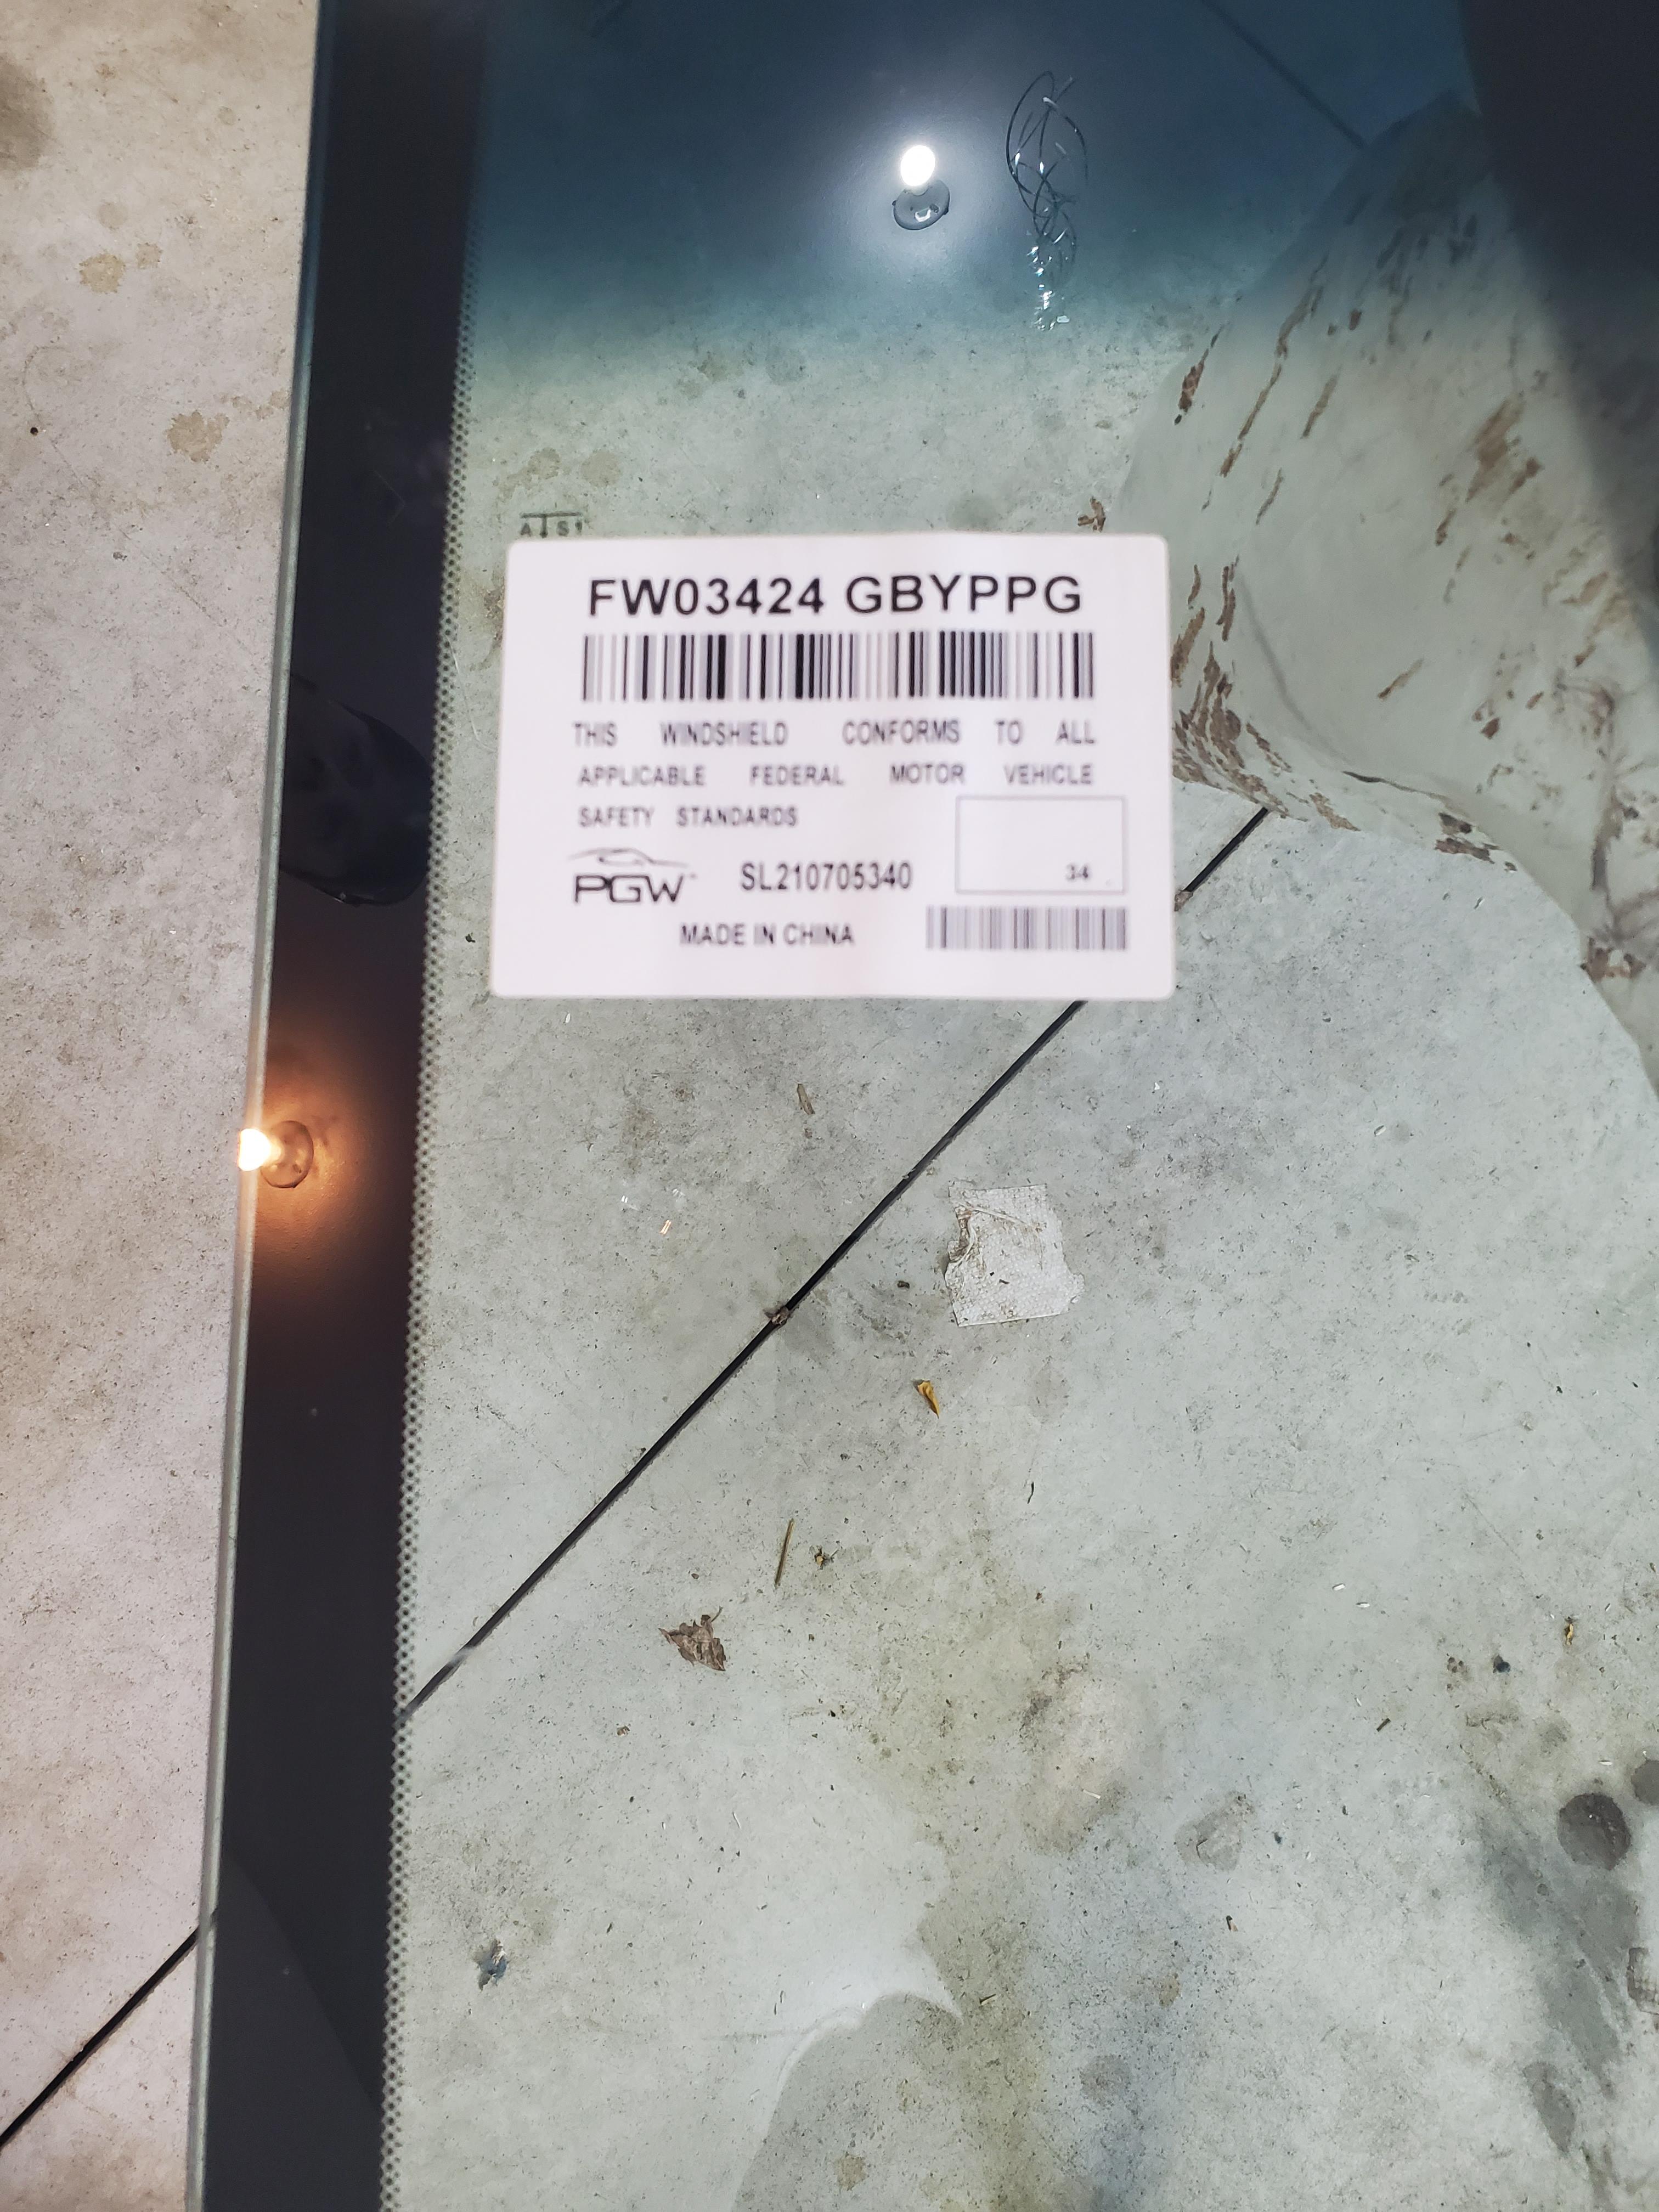 A S1
FW03424 GBYPPG
THIS WINDSHIELD CONFORMS TO ALL
APPLICABLE FEDERAL MOTOR VEHICLE
SAFETY STANDARDS
34
PGW SL210705340
MADE IN CHINA